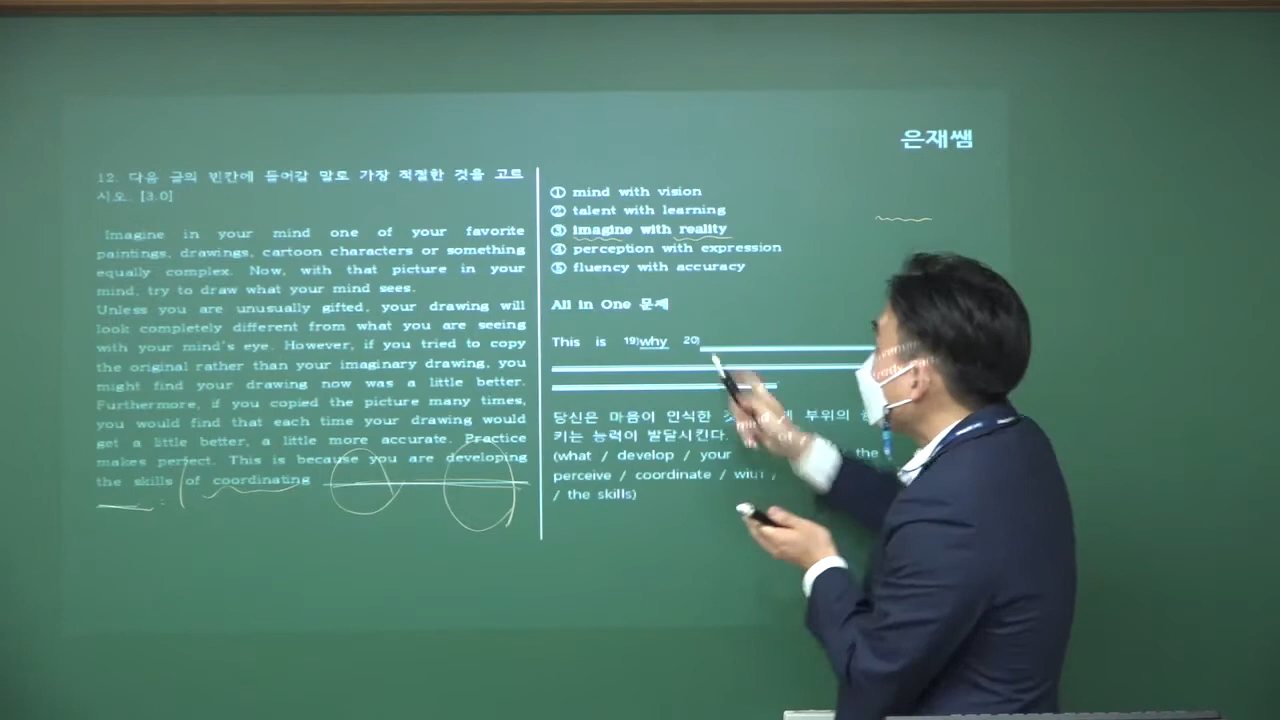 은재쌤
12. 다음 글의 빈칸에 들어갈 말로 가장 적절한 것을 고르
시오. [3.0]
Imagine in your mind one of your favorite
paintings, drawings, cartoon characters or something
equally complex. Now, with that picture in your
mind, try to draw what your mind sees.
Unless you are unusually gifted, your drawing will
look completely different from what you are seeing
with your mind's eye. However, if you tried to copy
the original rather than your imaginary drawing, you
might find your drawing now was a little better.
Furthermore, if you copied the picture many times,
you would find that each time your drawing would
get a little better, a little more accurate. Practice
makes perfect. This is because you are developing
the skills of coordinating
① mind with vision
② talent with learning
③ imagine with reality
④ perception with expression
⑤ fluency with accuracy
All in One 문제
This is 19)why 20)
당신은 마음이 인식한 부위의
키는 능력이 발달시킨다.
(what / develop / your of the
perceive / coordinate / with /
/ the skills)